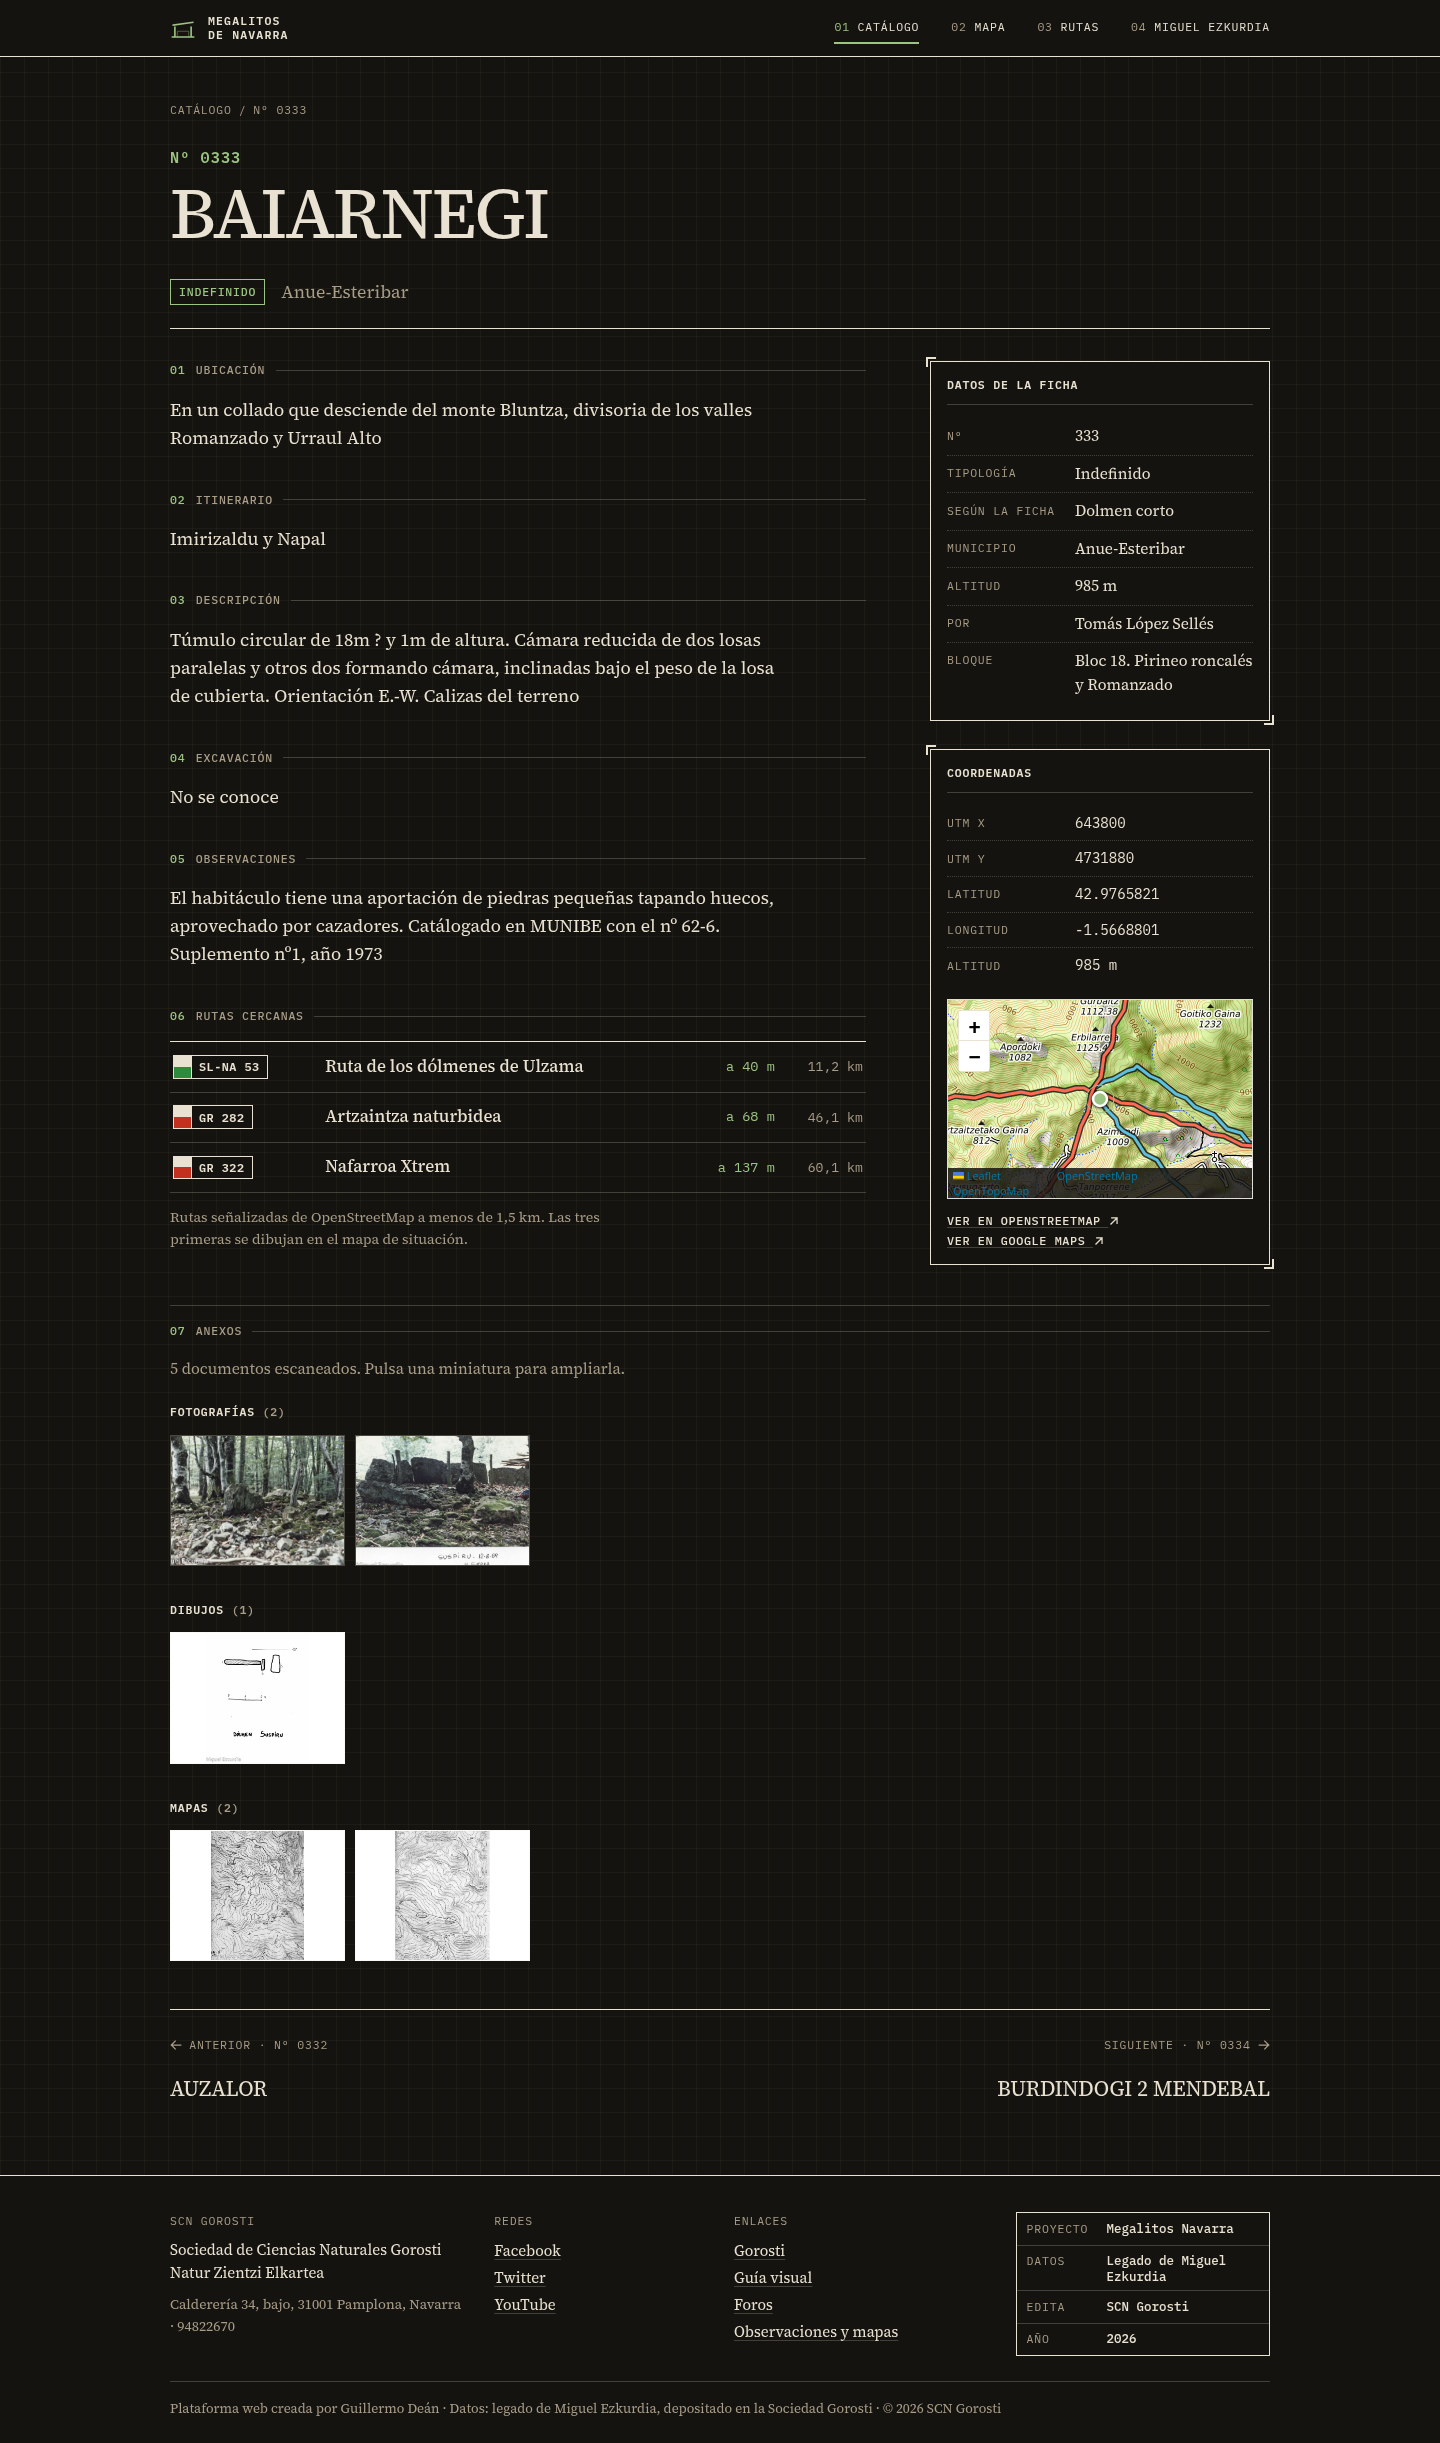 MEGALITOS
DE NAVARRA
01 CATÁLOGO
02 MAPA
03 RUTAS
04 MIGUEL EZKURDIA
CATÁLOGO / Nº 0333
Nº 0333
BAIARNEGI
INDEFINIDO
Anue-Esteribar
01 UBICACIÓN
En un collado que desciende del monte Bluntza, divisoria de los valles
Romanzado y Urraul Alto
02 ITINERARIO
Imirizaldu y Napal
03 DESCRIPCIÓN
Túmulo circular de 18m ? y 1m de altura. Cámara reducida de dos losas
paralelas y otros dos formando cámara, inclinadas bajo el peso de la losa
de cubierta. Orientación E.-W. Calizas del terreno
04 EXCAVACIÓN
No se conoce
05 OBSERVACIONES
El habitáculo tiene una aportación de piedras pequeñas tapando huecos,
aprovechado por cazadores. Catálogado en MUNIBE con el nº 62-6.
Suplemento nº1, año 1973
06 RUTAS CERCANAS
SL-NA 53 Ruta de los dólmenes de Ulzama a 40 m 11,2 km
GR 282 Artzaintza naturbidea a 68 m 46,1 km
GR 322 Nafarroa Xtrem a 137 m 60,1 km
Rutas señalizadas de OpenStreetMap a menos de 1,5 km. Las tres
primeras se dibujan en el mapa de situación.
DATOS DE LA FICHA
Nº 333
TIPOLOGÍA Indefinido
SEGÚN LA FICHA Dolmen corto
MUNICIPIO Anue-Esteribar
ALTITUD 985 m
POR Tomás López Sellés
BLOQUE Bloc 18. Pirineo roncalés
y Romanzado
COORDENADAS
UTM X 643800
UTM Y 4731880
LATITUD 42.9765821
LONGITUD -1.5668801
ALTITUD 985 m
+
−
Gurbaitz
1112.38
Goitiko Gaina
1232
Apordoki
1082
1125.4
1009
812
Leaflet OpenStreetMap
OpenTopoMap
VER EN OPENSTREETMAP ↗
VER EN GOOGLE MAPS ↗
07 ANEXOS
5 documentos escaneados. Pulsa una miniatura para ampliarla.
FOTOGRAFÍAS (2)
SUSPIRU.
DIBUJOS (1)
DÓLMEN SUSPIRU
Miguel Ezcurdia
MAPAS (2)
← ANTERIOR · Nº 0332
AUZALOR
SIGUIENTE · Nº 0334 →
BURDINDOGI 2 MENDEBAL
SCN GOROSTI
Sociedad de Ciencias Naturales Gorosti
Natur Zientzi Elkartea
Calderería 34, bajo, 31001 Pamplona, Navarra
· 94822670
REDES
Facebook
Twitter
YouTube
ENLACES
Gorosti
Guía visual
Foros
Observaciones y mapas
PROYECTO Megalitos Navarra
DATOS Legado de Miguel
Ezkurdia
EDITA SCN Gorosti
AÑO 2026
Plataforma web creada por Guillermo Deán · Datos: legado de Miguel Ezkurdia, depositado en la Sociedad Gorosti · © 2026 SCN Gorosti